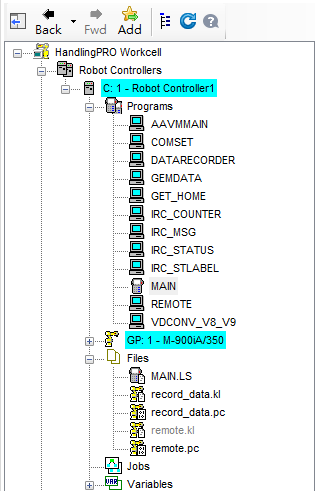 Back Fwd Add
HandlingPRO Workcell
Robot Controllers
C: 1 - Robot Controller1
Programs
AAVMMAIN
COMSET
DATARECORDER
GEMDATA
GET_HOME
IRC_COUNTER
IRC_MSG
IRC_STATUS
IRC_STLABEL
MAIN
REMOTE
VDCONV_V8_V9
GP: 1 - M-900iA/350
Files
MAIN.LS
record_data.kl
record_data.pc
remote.kl
remote.pc
Jobs
VAR Variables